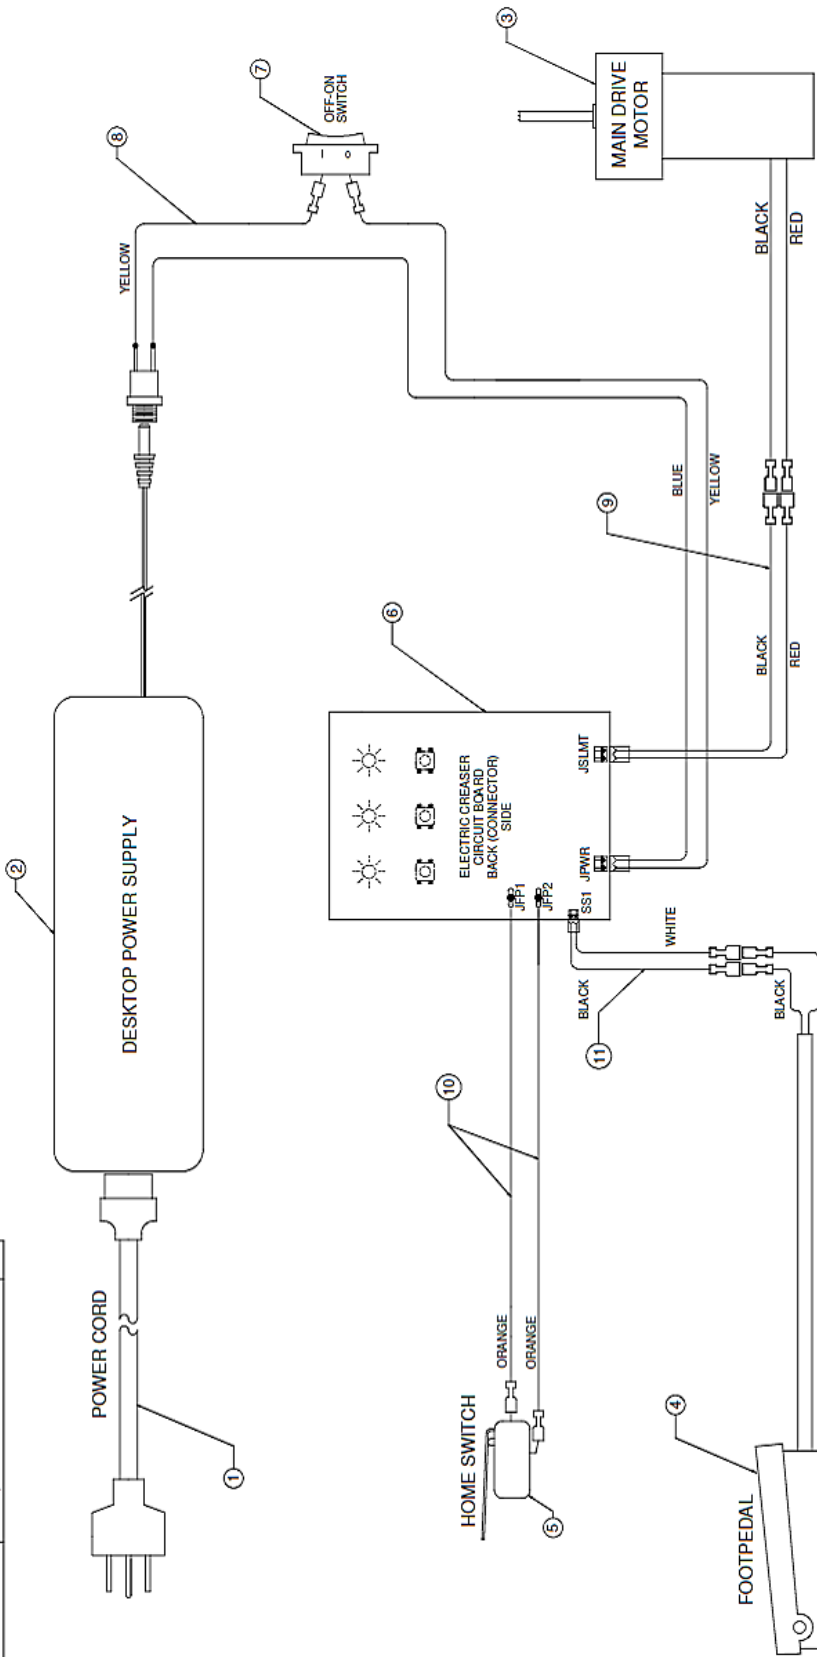 POWER CORD
1
DESKTOP POWER SUPPLY
2
YELLOW
8
7
OFF-ON
SWITCH
I
O
3
MAIN DRIVE
MOTOR
BLACK
RED
BLUE
YELLOW
9
BLACK
RED
6
ELECTRIC CREASER
CIRCUIT BOARD
BACK (CONNECTOR)
SIDE
JFP1
JFP2
SS1
JPWR
JSLMT
HOME SWITCH
5
ORANGE
ORANGE
10
BLACK
WHITE
11
BLACK
FOOTPEDAL
4